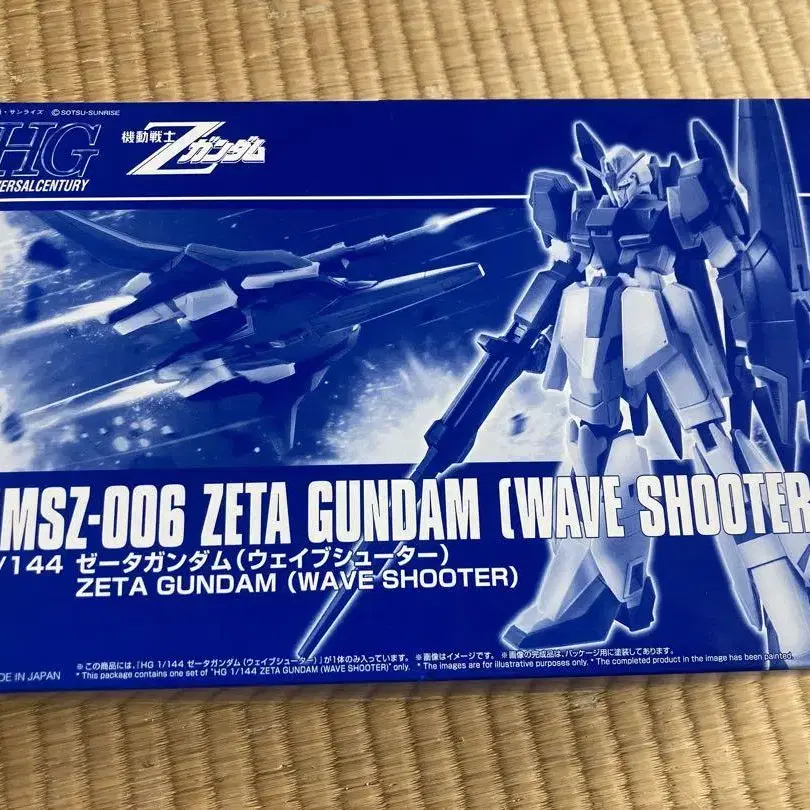 ・サンライズ ©SOTSU・SUNRISE
HG
VERSALCENTURY
機動戦士
Zガンダム
MSZ-006 ZETA GUNDAM (WAVE SHOOTER
/144 ゼータガンダム(ウェイブシューター)
ZETA GUNDAM (WAVE SHOOTER)
※この商品には、「HG 1/144 ゼータガンダム(ウェイブシューター)」が1体のみ入っています。 ※画像はイメージです。 ※画像の完成品は、パッケージ用に塗装してあります。
* This package contains one set of "HG 1/144 ZETA GUNDAM (WAVE SHOOTER)" only. * The images are for illustrative purposes only. * The completed product in the image has been painted.
DE IN JAPAN